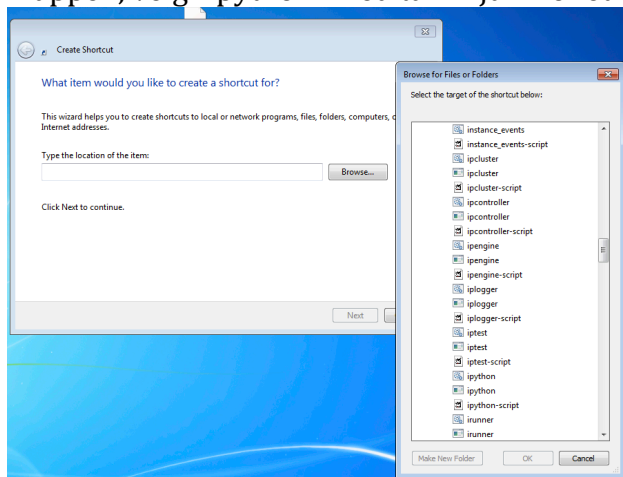 Create Shortcut
What item would you like to create a shortcut for?
This wizard helps you to create shortcuts to local or network programs, files, folders, computers,
Internet addresses.
Type the location of the item:
Browse...
Click Next to continue.
Next
Browse for Files or Folders
Select the target of the shortcut below:
instance_events
instance_events-script
ipcluster
ipcluster
ipcluster-script
ipcontroller
ipcontroller
ipcontroller-script
ipengine
ipengine
ipengine-script
iplogger
iplogger
iplogger-script
iptest
iptest
iptest-script
ipython
ipython
ipython-script
irunner
irunner
Make New Folder
OK
Cancel